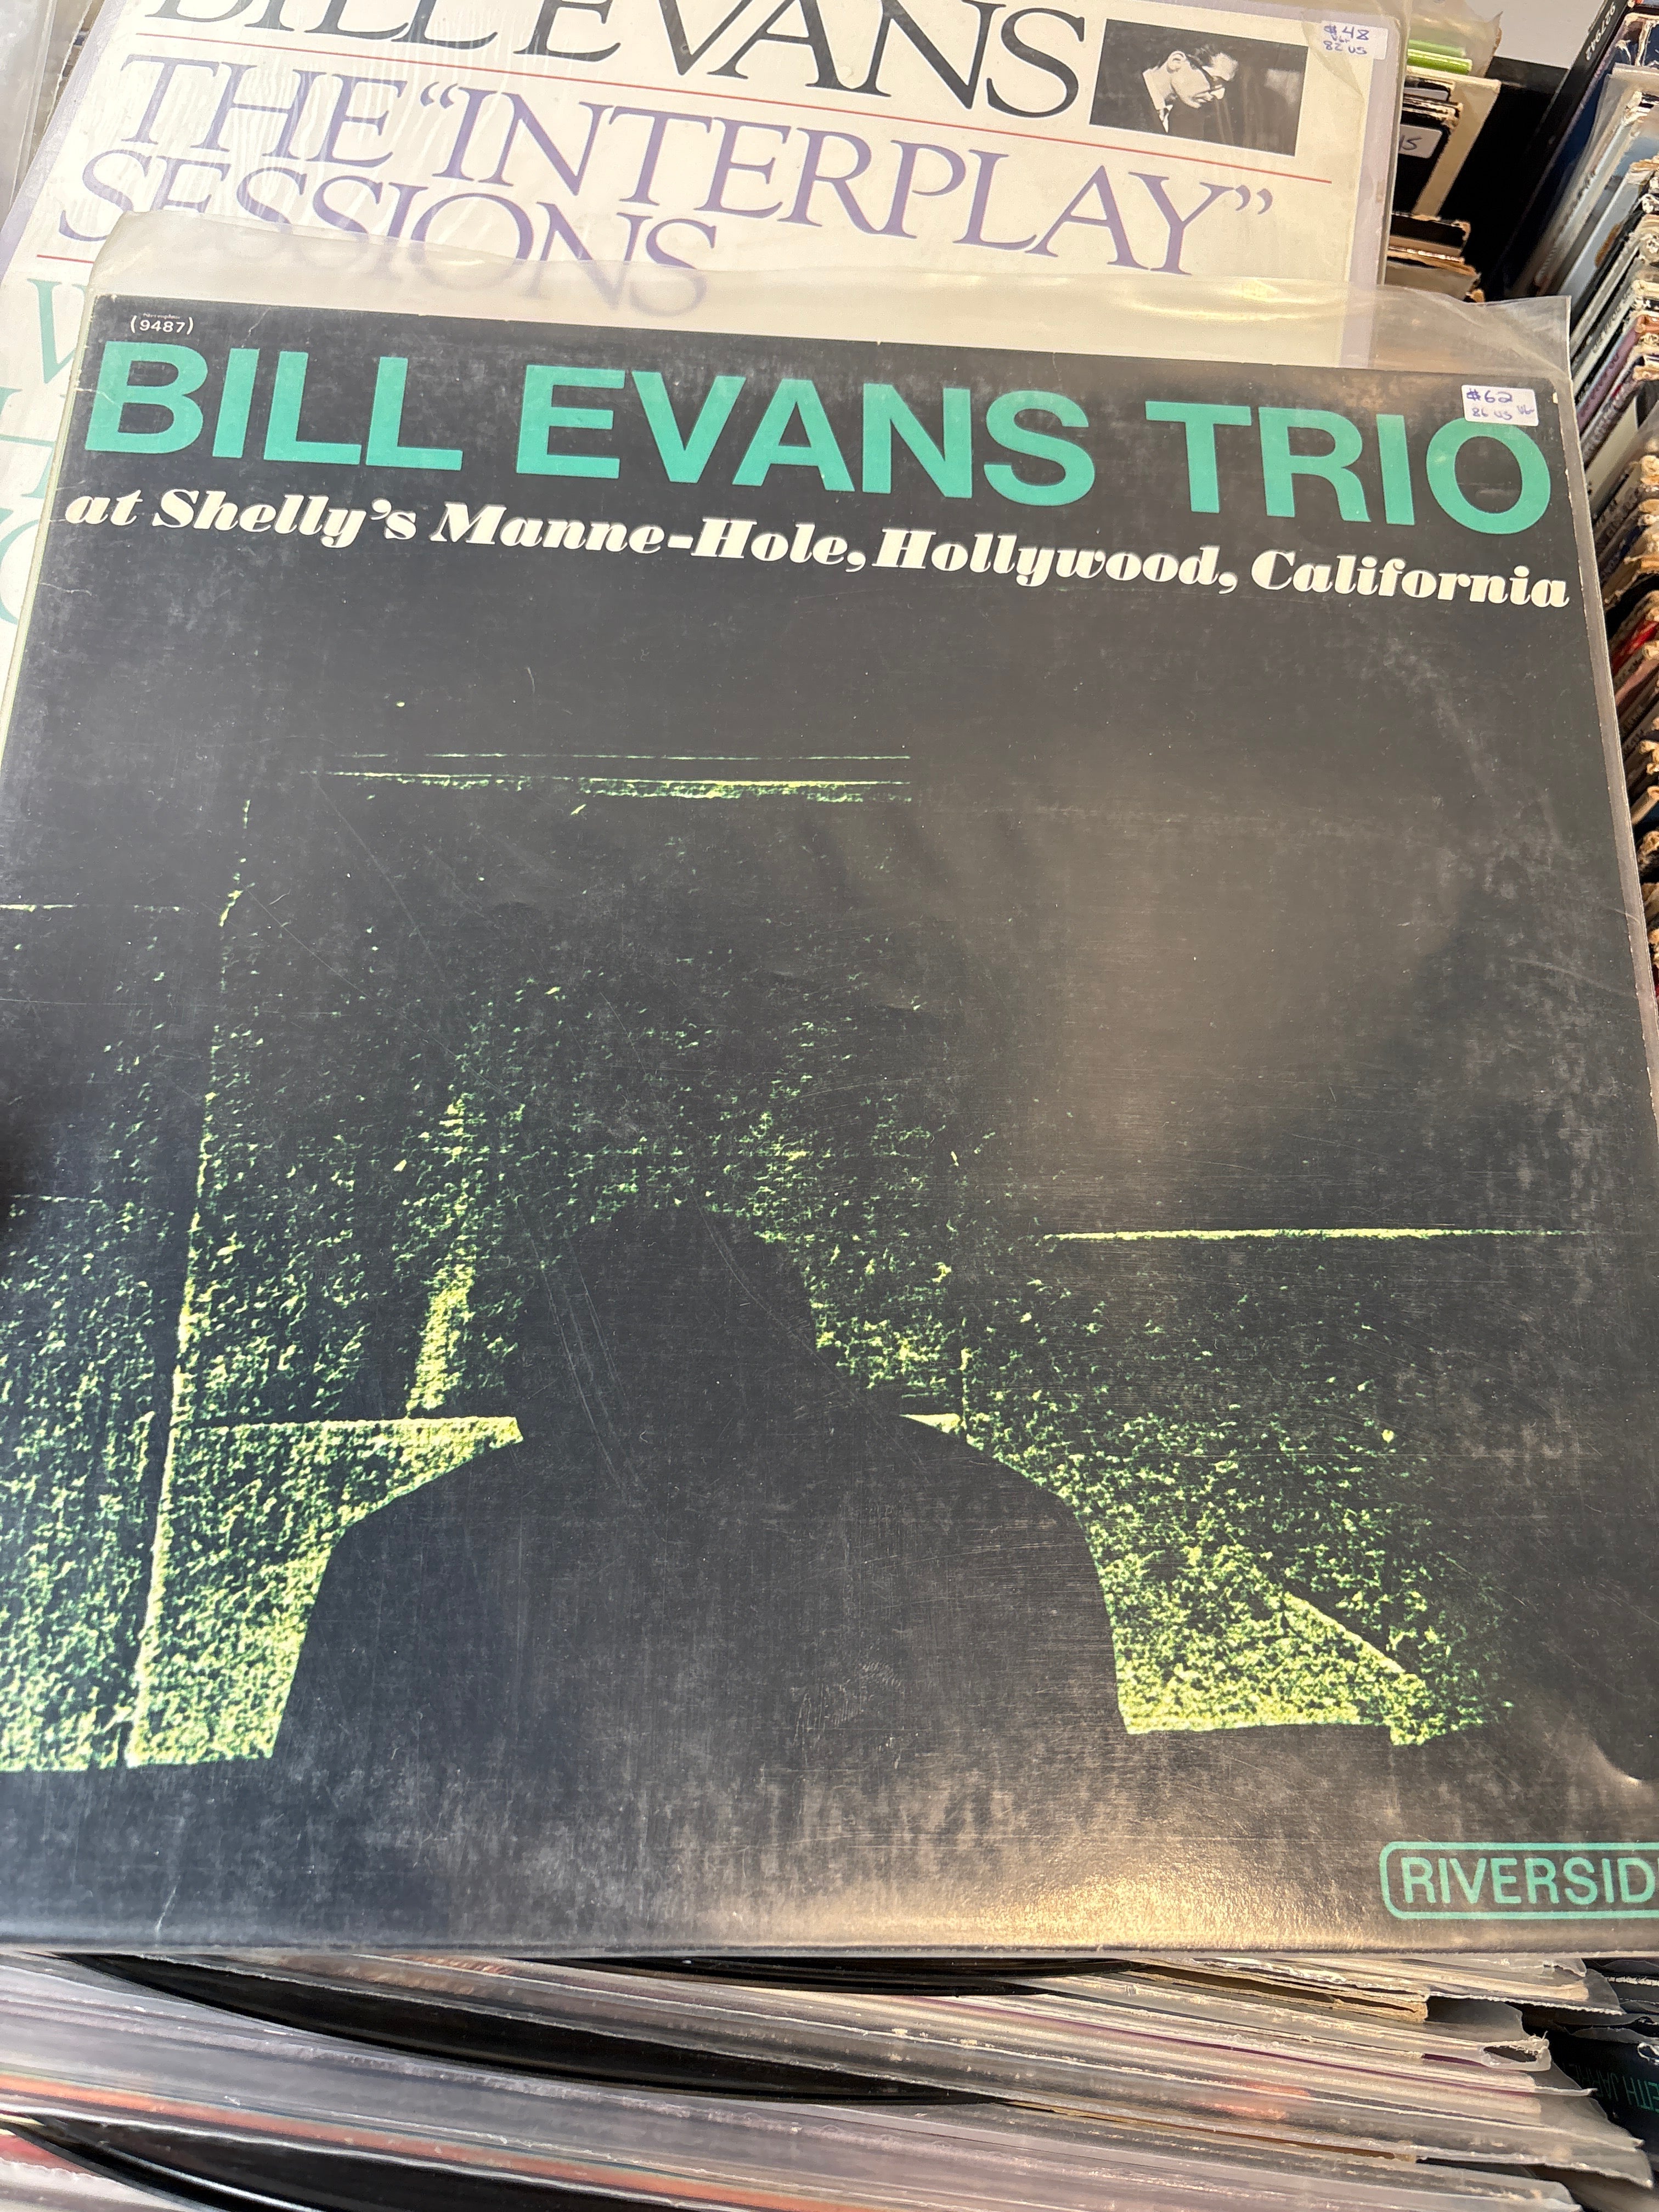 BILL EVANS
$48
82 US
THE "INTERPLAY"
SESSIONS
(9487)
BILL EVANS TRIO
$62
86 US VG
at Shelly's Manne-Hole, Hollywood, California
RIVERSID